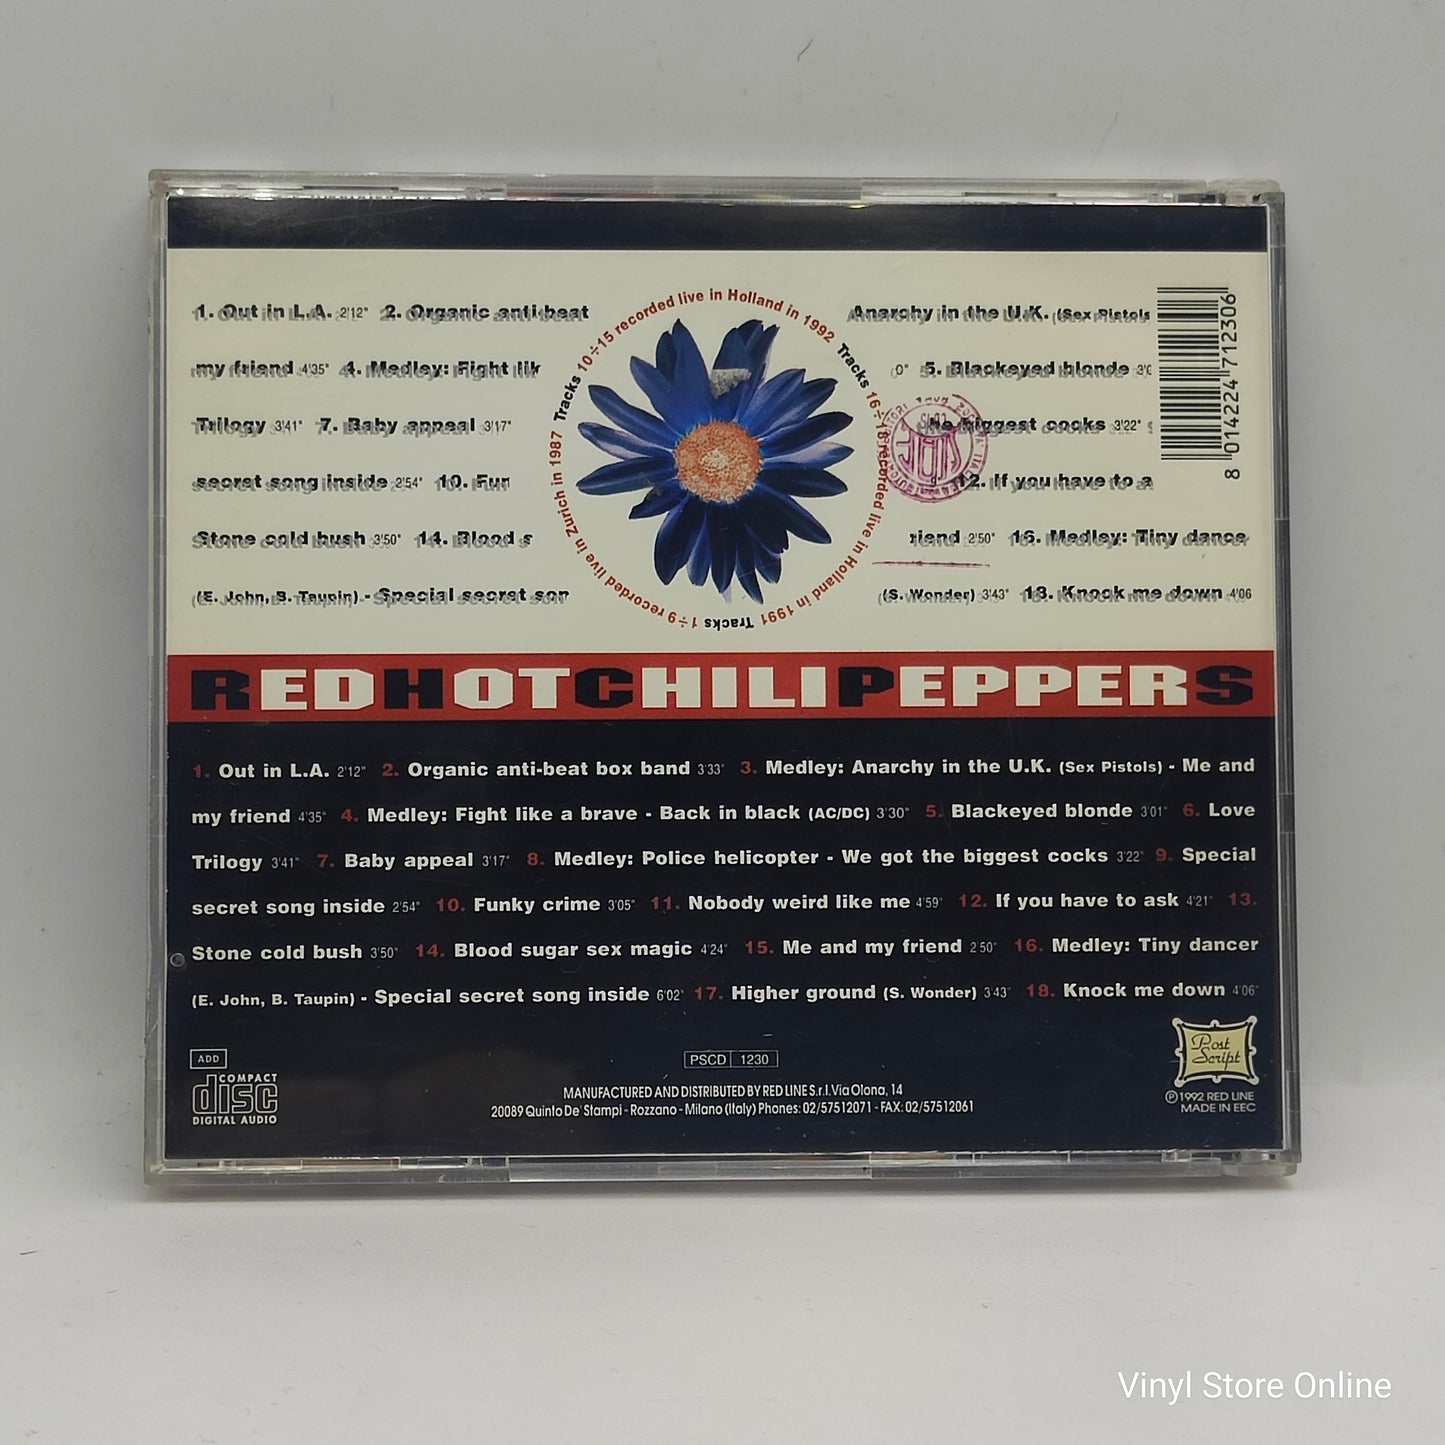 1. Out in L.A. 2'12" 2. Organic anti-beat Anarchy in the U.K. (Sex Pistols
my friend 4'35" 4. Medley: Fight lik 0" 5. Blackeyed blonde
Trilogy 3'41" 7. Baby appeal 3'17" he biggest cocks 3'22"
secret song inside 2'54" 10. Fun 12. If you have to a
Stone cold bush 3'50" 14. Blood s riend 2'50" 16. Medley: Tiny dance
(E. John, B. Taupin) - Special secret son (S. Wonder) 3'43" 18. Knock me down 4'06
Tracks 10÷15 recorded live in Holland in 1992
Tracks 16÷18 recorded live in Holland in 1991
Tracks 1÷9 recorded live in Zurich in 1987
8 014224 712306
REDHOTCHILIPEPPERS
1. Out in L.A. 2'12" 2. Organic anti-beat box band 3'33" 3. Medley: Anarchy in the U.K. (Sex Pistols) - Me and
my friend 4'35" 4. Medley: Fight like a brave - Back in black (AC/DC) 3'30" 5. Blackeyed blonde 3'01" 6. Love
Trilogy 3'41" 7. Baby appeal 3'17" 8. Medley: Police helicopter - We got the biggest cocks 3'22" 9. Special
secret song inside 2'54" 10. Funky crime 3'05" 11. Nobody weird like me 4'59" 12. If you have to ask 4'21" 13.
Stone cold bush 3'50" 14. Blood sugar sex magic 4'24" 15. Me and my friend 2'50" 16. Medley: Tiny dancer
(E. John, B. Taupin) - Special secret song inside 6'02" 17. Higher ground (S. Wonder) 3'43" 18. Knock me down 4'06"
ADD
COMPACT
disc
DIGITAL AUDIO
PSCD 1230
MANUFACTURED AND DISTRIBUTED BY RED LINE S.r.l. Via Olona, 14
20089 Quinto De' Stampi - Rozzano - Milano (Italy) Phones: 02/57512071 - FAX: 02/57512061
Post
Script
℗1992 RED LINE
MADE IN EEC
Vinyl Store Online